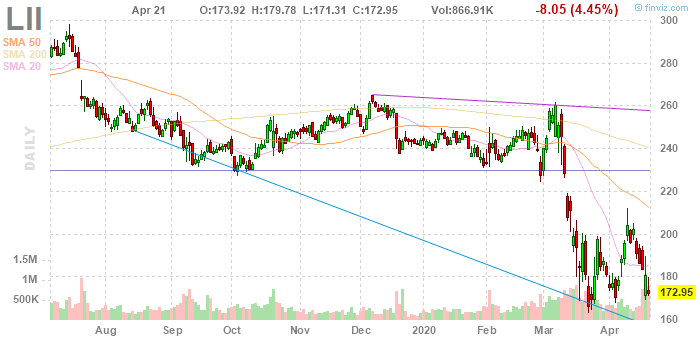 LII
Apr 21 O:173.92 H:179.78 L:171.31 C:172.95 Vol:866.91K -8.05 (4.45%)
© finviz.com
SMA 50
SMA 200
SMA 20
DAILY
300
280
260
240
220
200
180
172.95
160
1.5M
1M
500K
Aug Sep Oct Nov Dec 2020 Feb Mar Apr